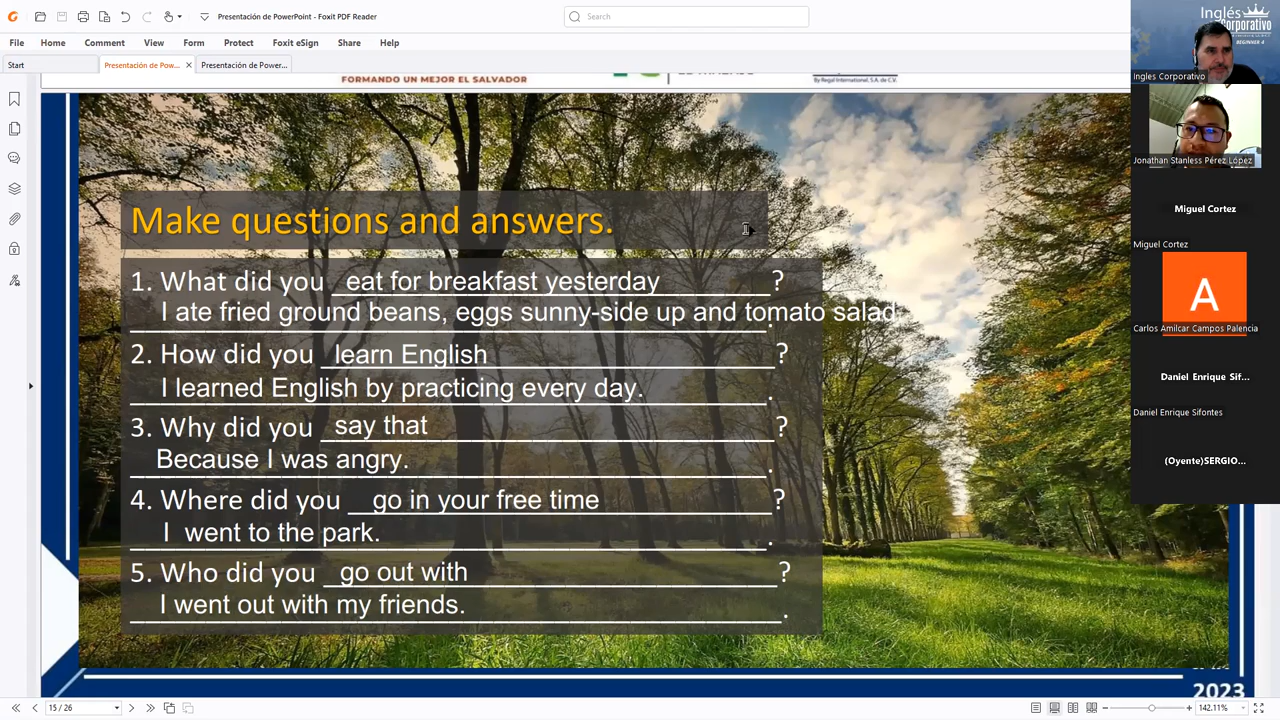 Presentación de PowerPoint - Foxit PDF Reader
Search
File Home Comment View Form Protect Foxit eSign Share Help
Start
Presentación de Pow...
Presentación de Power...
FORMANDO UN MEJOR EL SALVADOR
By Regal International, S.A. de C.V.
Make questions and answers.
1. What did you eat for breakfast yesterday ?
I ate fried ground beans, eggs sunny-side up and tomato salad.
2. How did you learn English ?
I learned English by practicing every day.
3. Why did you say that ?
Because I was angry.
4. Where did you go in your free time ?
I went to the park.
5. Who did you go out with ?
I went out with my friends.
2023
15 / 26
142.11%
Inglés
Corporativo
BEGINNER 4
Ingles Corporativo
Jonathan Stanless Pérez López
Miguel Cortez
Miguel Cortez
A
Carlos Amilcar Campos Palencia
Daniel Enrique Sif...
Daniel Enrique Sifontes
(Oyente)SERGIO...